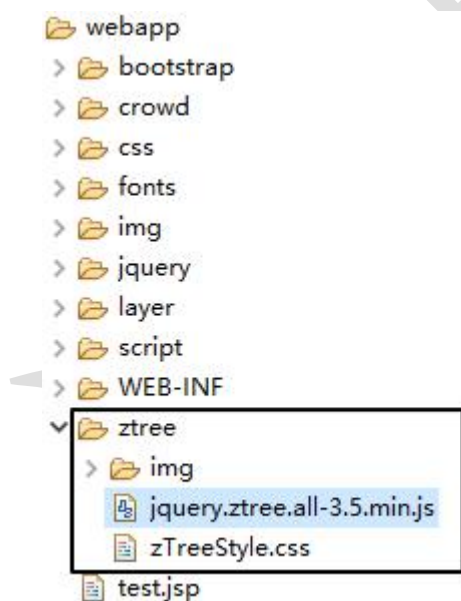 webapp
bootstrap
crowd
css
fonts
img
jquery
layer
script
WEB-INF
ztree
img
jquery.ztree.all-3.5.min.js
zTreeStyle.css
test.jsp